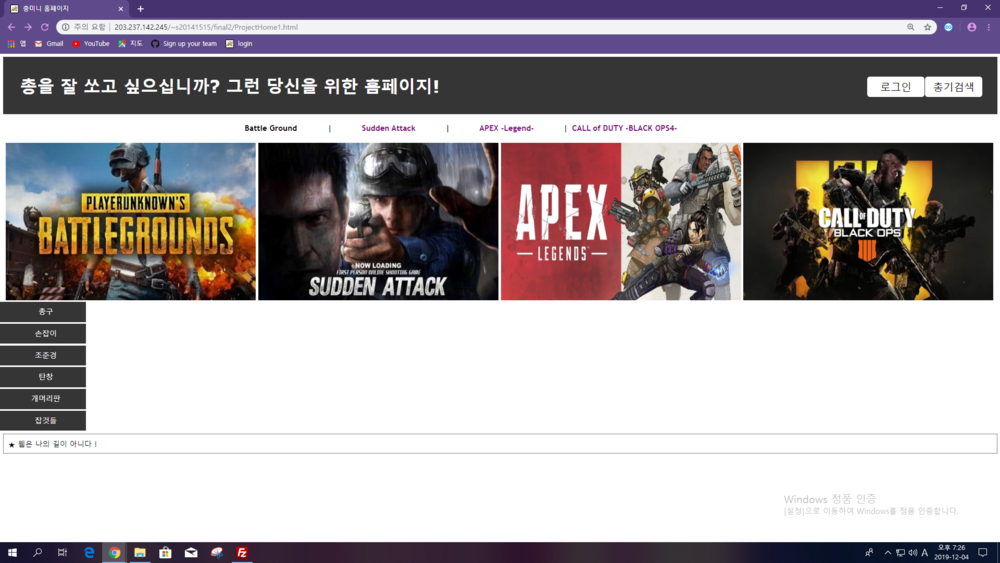 총미니 홈페이지
주의 요함 | 203.237.142.245/~s20141515/final2/ProjectHome1.html
앱 Gmail YouTube 지도 Sign up your team login
총을 잘 쏘고 싶으십니까? 그런 당신을 위한 홈페이지!
로그인 총기검색
Battle Ground | Sudden Attack | APEX -Legend- | CALL of DUTY -BLACK OPS4-
PLAYERUNKNOWN'S
BATTLEGROUNDS
NOW LOADING
FIRST PERSON ONLINE SHOOTING GAME
SUDDEN ATTACK
APEX
LEGENDS
CALL OF DUTY
BLACK OPS
IIII
총구
손잡이
조준경
탄창
개머리판
잡것들
★ 웹은 나의 길이 아니다 !
Windows 정품 인증
[설정]으로 이동하여 Windows를 정품 인증합니다.
A
오후 7:26
2019-12-04